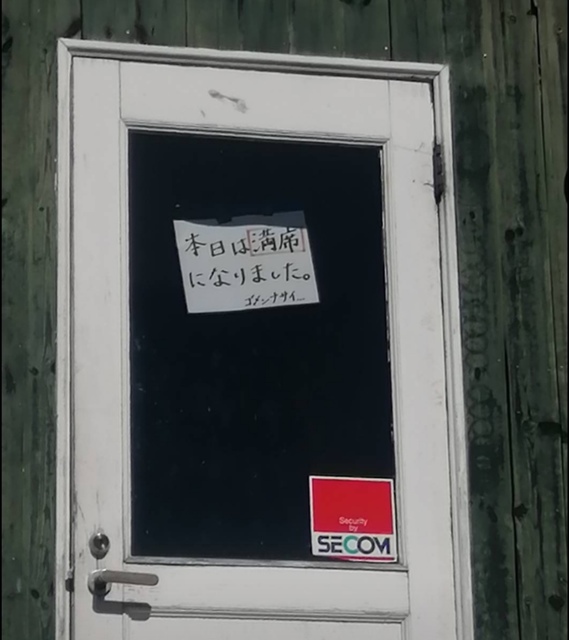 本日は満席
になりました。
ゴメンナサイ...
Security
by
SECOM